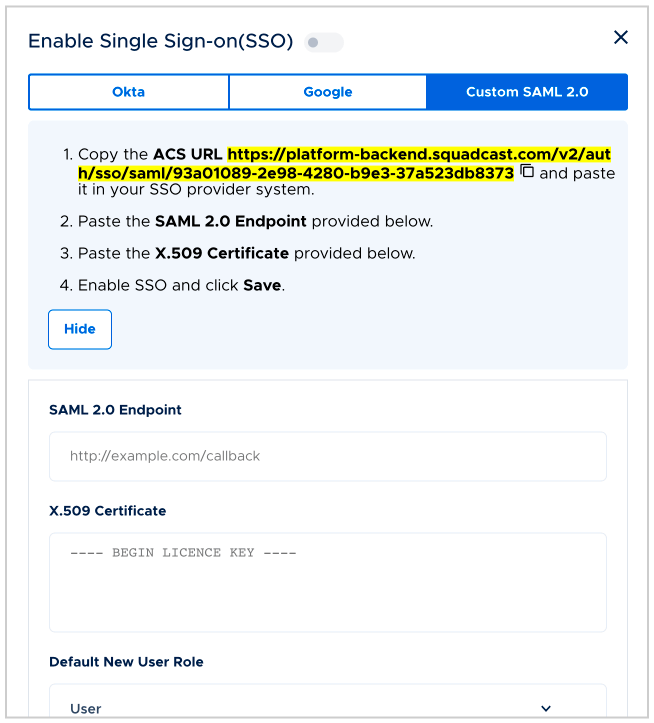 Enable Single Sign-on(SSO)
Okta
Google
Custom SAML 2.0
1. Copy the ACS URL https://platform-backend.squadcast.com/v2/aut
h/sso/saml/93a01089-2e98-4280-b9e3-37a523db8373 and paste
it in your SSO provider system.
2. Paste the SAML 2.0 Endpoint provided below.
3. Paste the X.509 Certificate provided below.
4. Enable SSO and click Save.
Hide
SAML 2.0 Endpoint
http://example.com/callback
X.509 Certificate
---- BEGIN LICENCE KEY ----
Default New User Role
User